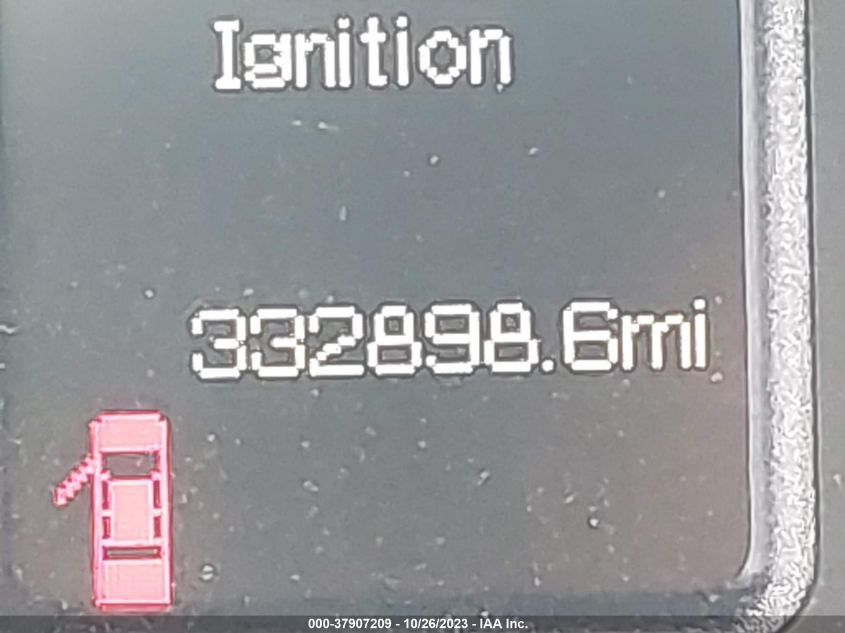 Ignition
332898.6mi
000-37907209 - 10/26/2023 - IAA Inc.